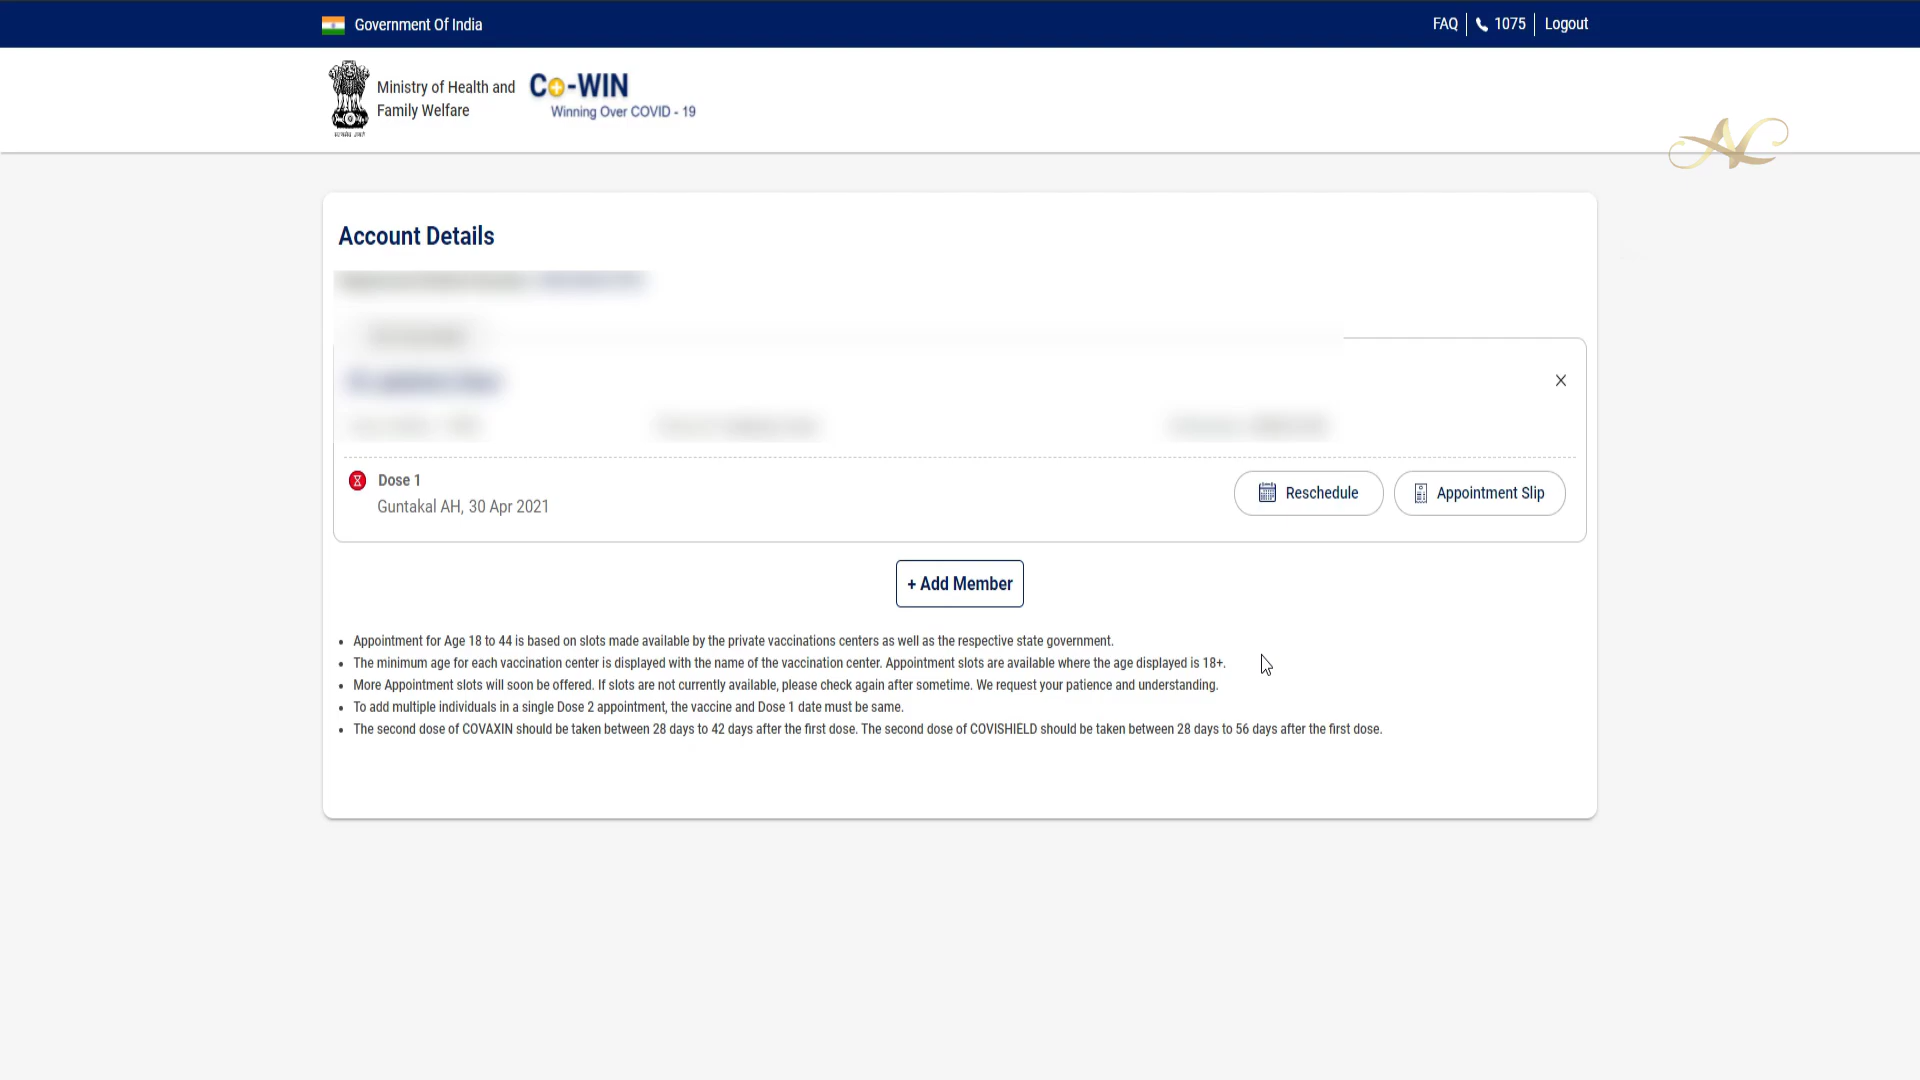 Government Of India
FAQ 1075 Logout
Ministry of Health and
Family Welfare
Co-WIN
Winning Over COVID - 19
Account Details
Dose 1
Guntakal AH, 30 Apr 2021
Reschedule
Appointment Slip
+ Add Member
Appointment for Age 18 to 44 is based on slots made available by the private vaccinations centers as well as the respective state government.
The minimum age for each vaccination center is displayed with the name of the vaccination center. Appointment slots are available where the age displayed is 18+.
More Appointment slots will soon be offered. If slots are not currently available, please check again after sometime. We request your patience and understanding.
To add multiple individuals in a single Dose 2 appointment, the vaccine and Dose 1 date must be same.
The second dose of COVAXIN should be taken between 28 days to 42 days after the first dose. The second dose of COVISHIELD should be taken between 28 days to 56 days after the first dose.